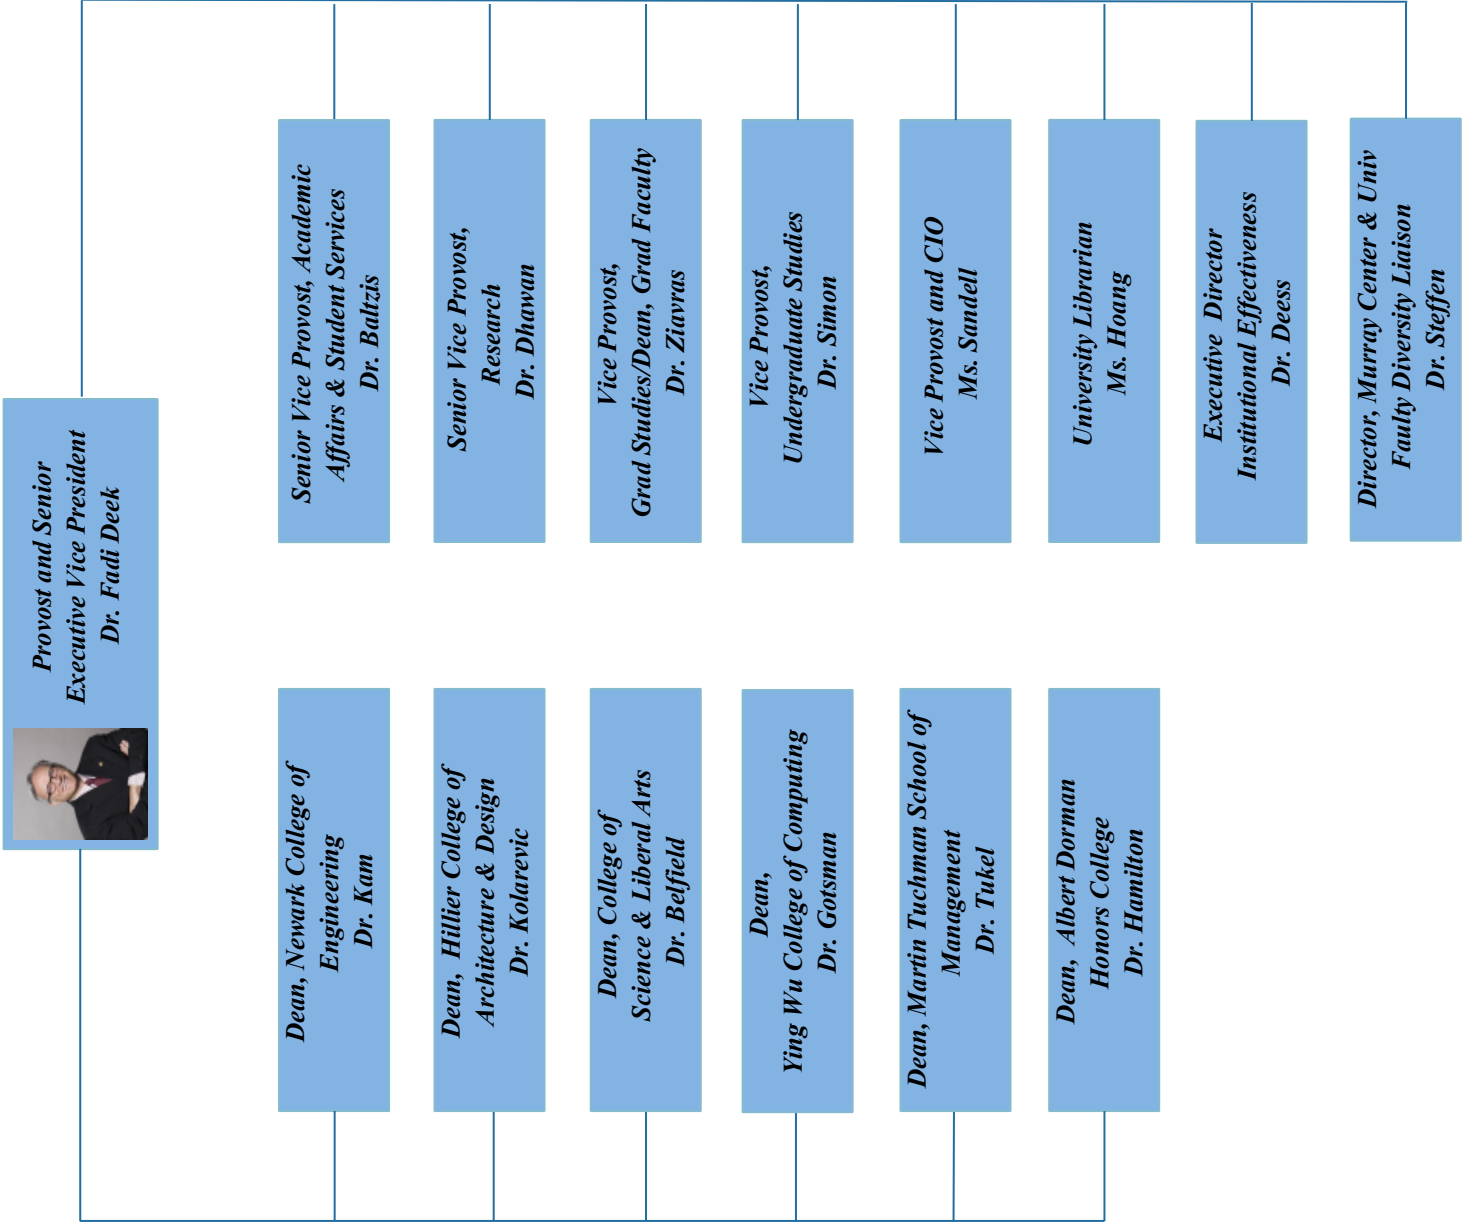 Provost and Senior
Executive Vice President
Dr. Fadi Deek
Dean, Newark College of
Engineering
Dr. Kam
Senior Vice Provost, Academic
Affairs & Student Services
Dr. Baltzis
Dean, Hillier College of
Architecture & Design
Dr. Kolarevic
Senior Vice Provost,
Research
Dr. Dhawan
Dean, College of
Science & Liberal Arts
Dr. Belfield
Vice Provost,
Grad Studies/Dean, Grad Faculty
Dr. Ziavras
Dean,
Ying Wu College of Computing
Dr. Gotsman
Vice Provost,
Undergraduate Studies
Dr. Simon
Dean, Martin Tuchman School of
Management
Dr. Tukel
Vice Provost and CIO
Ms. Sandell
Dean, Albert Dorman
Honors College
Dr. Hamilton
University Librarian
Ms. Hoang
Executive Director
Institutional Effectiveness
Dr. Deess
Director, Murray Center & Univ
Faulty Diversity Liaison
Dr. Steffen